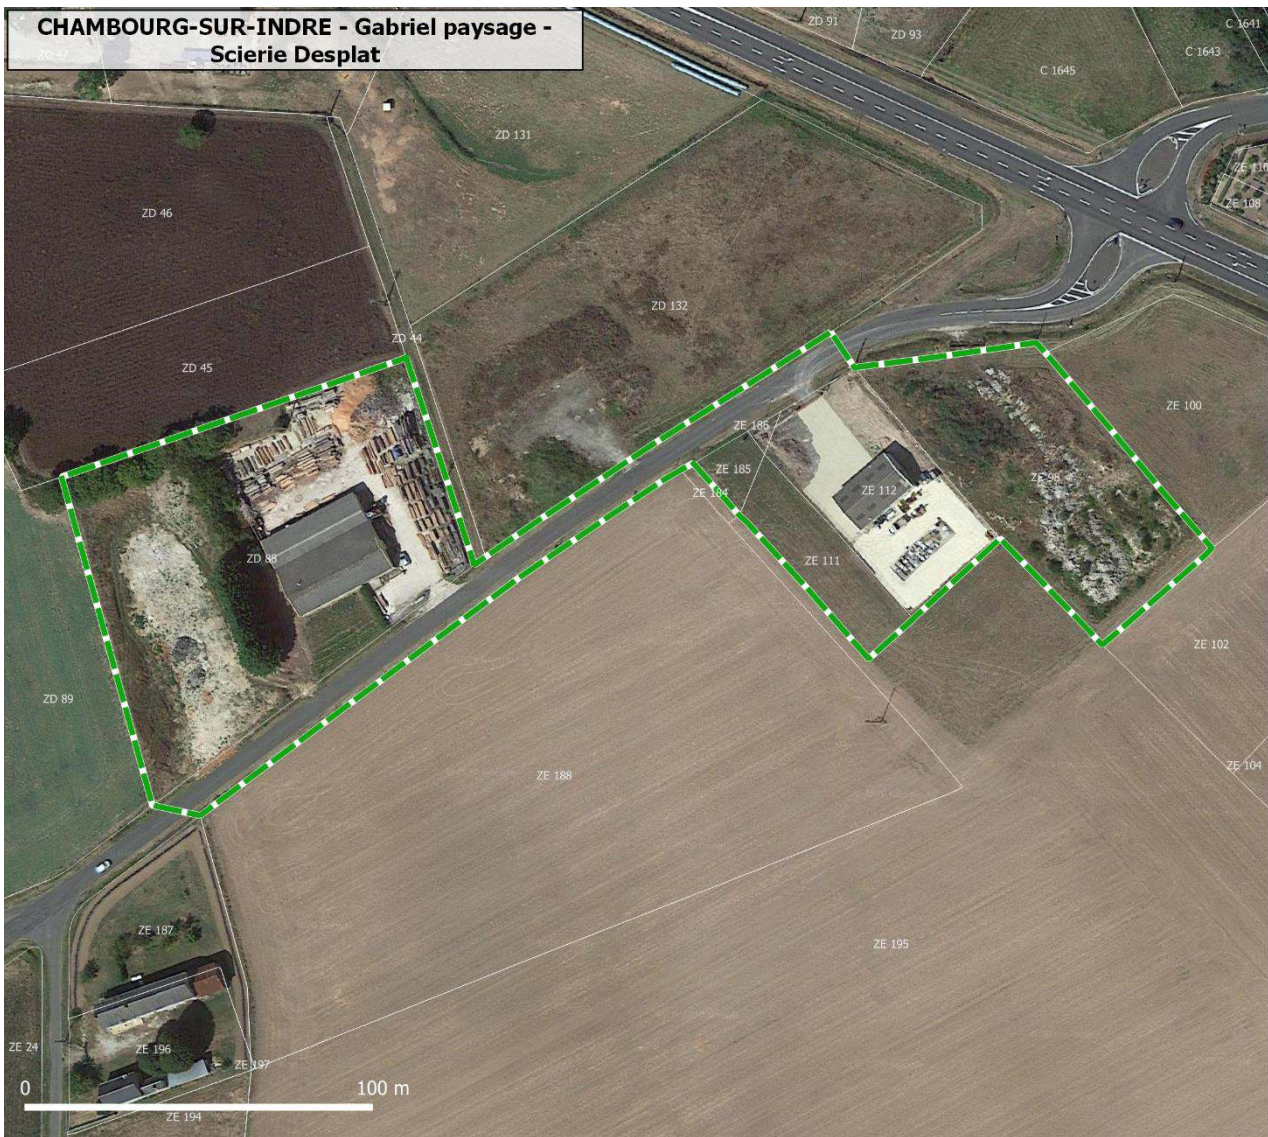 CHAMBOURG-SUR-INDRE - Gabriel paysage -
Scierie Desplat
ZD 91
ZD 93
C 1641
C 1643
C 1645
ZD 47
ZD 131
ZD 46
ZE 108
ZD 132
ZD 44
ZD 45
ZE 100
ZE 186
ZE 185
ZE 184
ZE 112
ZD 88
ZE 111
ZE 102
ZD 89
ZE 104
ZE 188
ZE 187
ZE 195
ZE 24
ZE 196
ZE 197
0
100 m
ZE 194